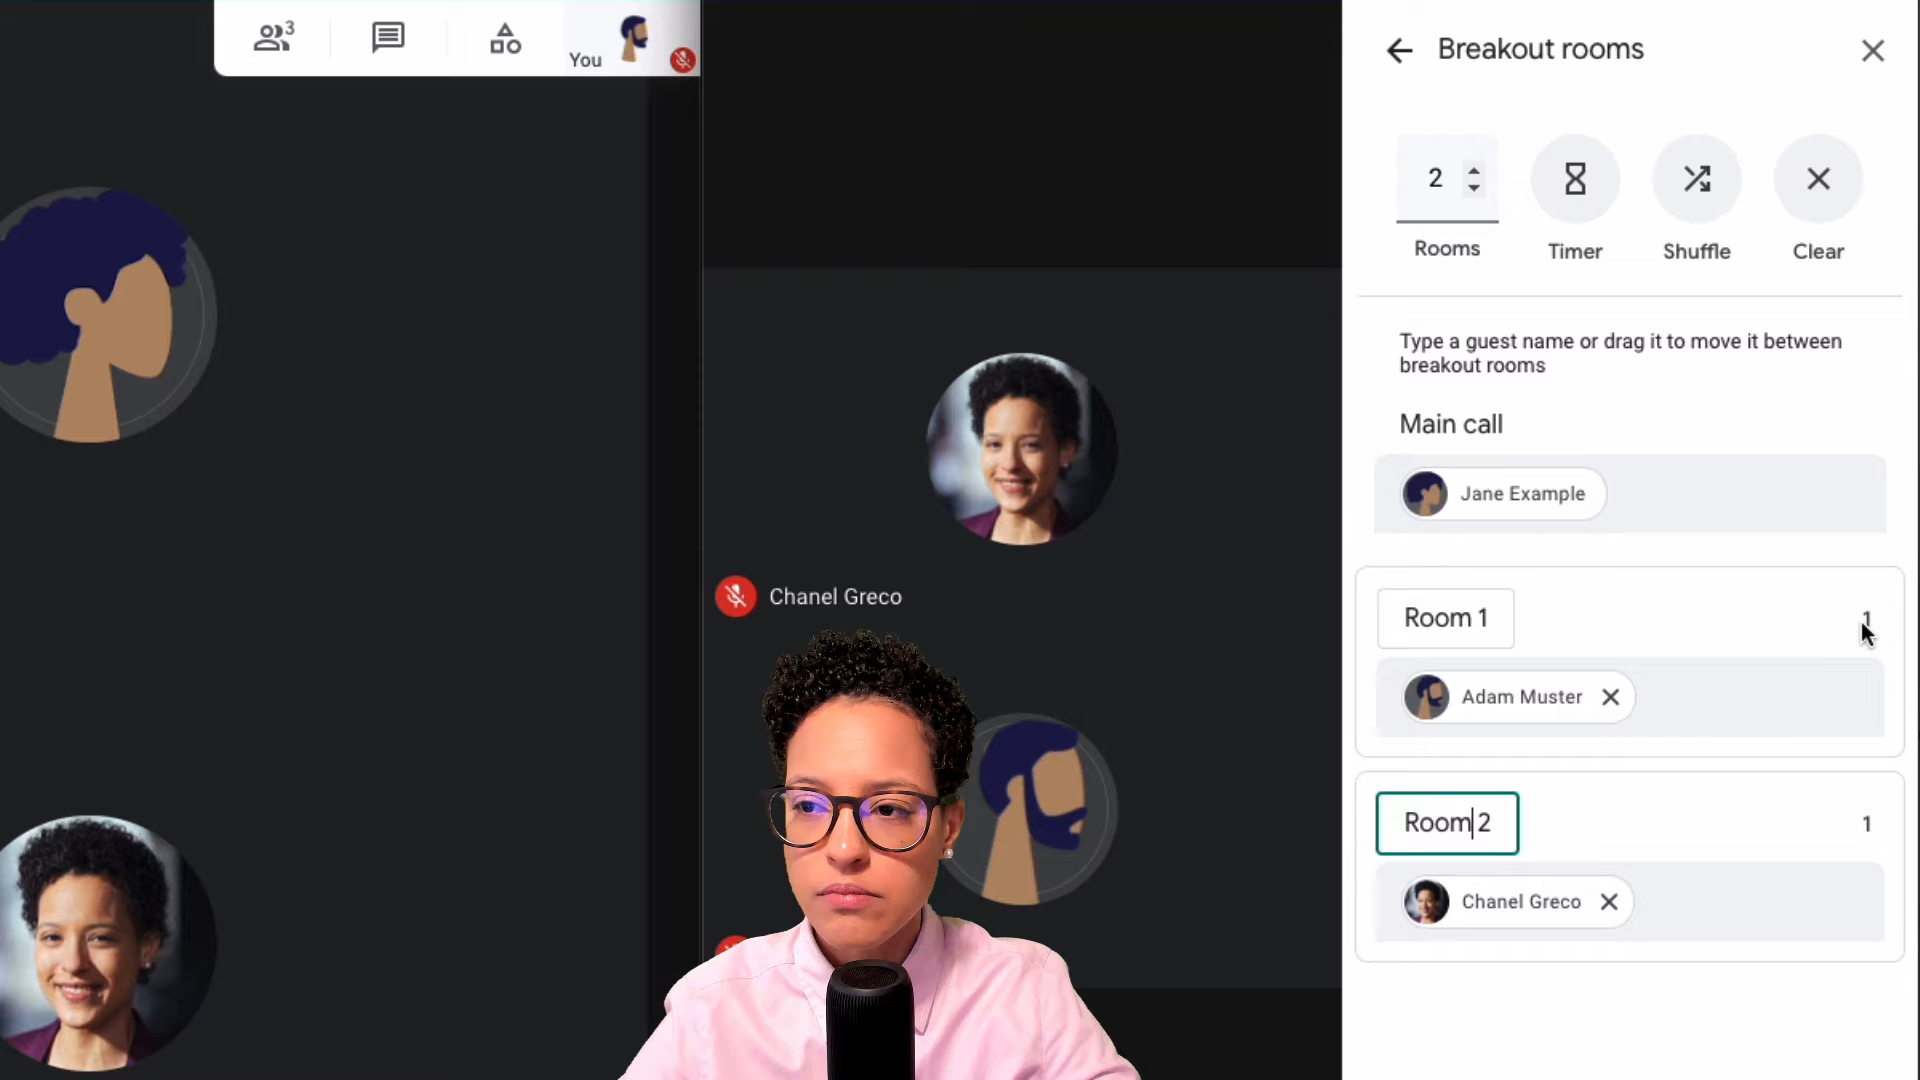 3
You
Chanel Greco
Breakout rooms
2
Rooms
Timer
Shuffle
Clear
Type a guest name or drag it to move it between
breakout rooms
Main call
Jane Example
Room 1
1
Adam Muster
Room 2
1
Chanel Greco